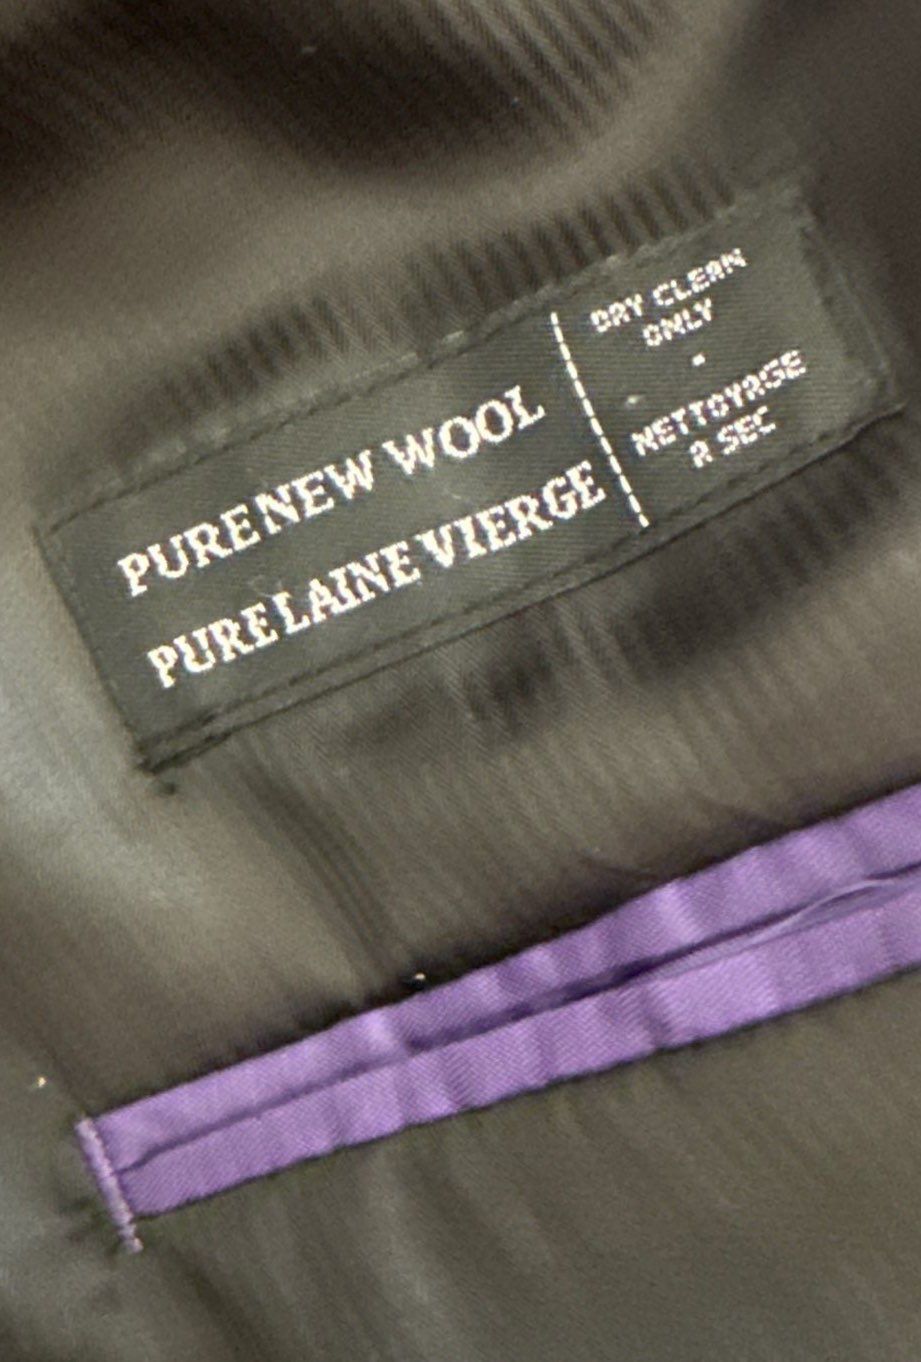 PURE NEW WOOL
PURE LAINE VIERGE
DRY CLEAN
ONLY
NETTOYAGE
A SEC